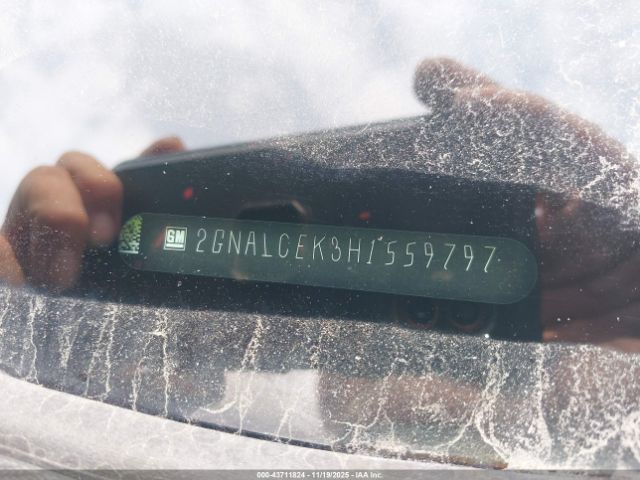 GM 2GNALCEK3H1559797
000-43711824 - 11/19/2025 - IAA Inc.